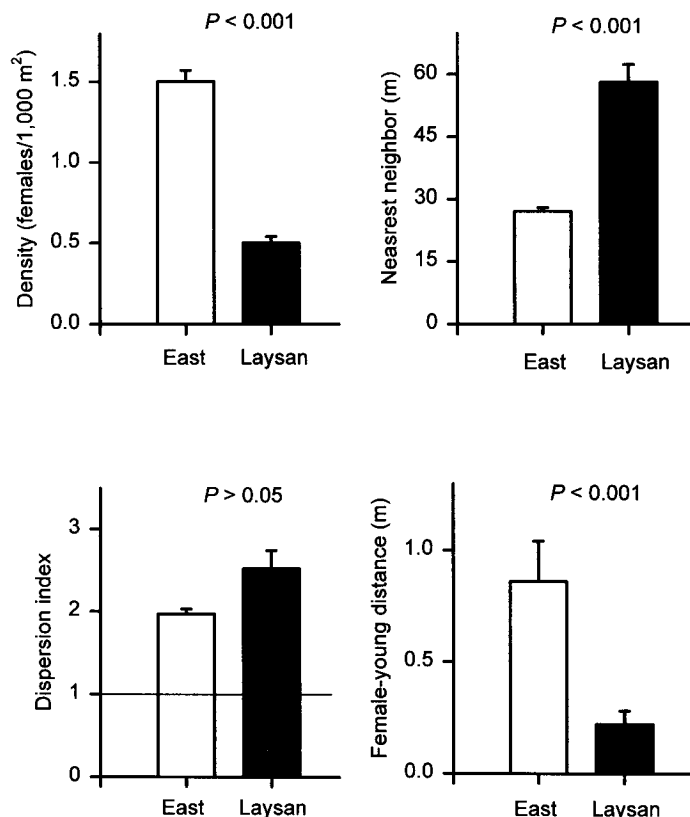 P < 0.001
Density (females/1,000 m²)
1.5
1.0
0.5
0.0
East Laysan
P < 0.001
Neasrest neighbor (m)
60
45
30
15
0
East Laysan
P > 0.05
Dispersion index
3
2
1
0
East Laysan
P < 0.001
Female-young distance (m)
1.0
0.5
0.0
East Laysan